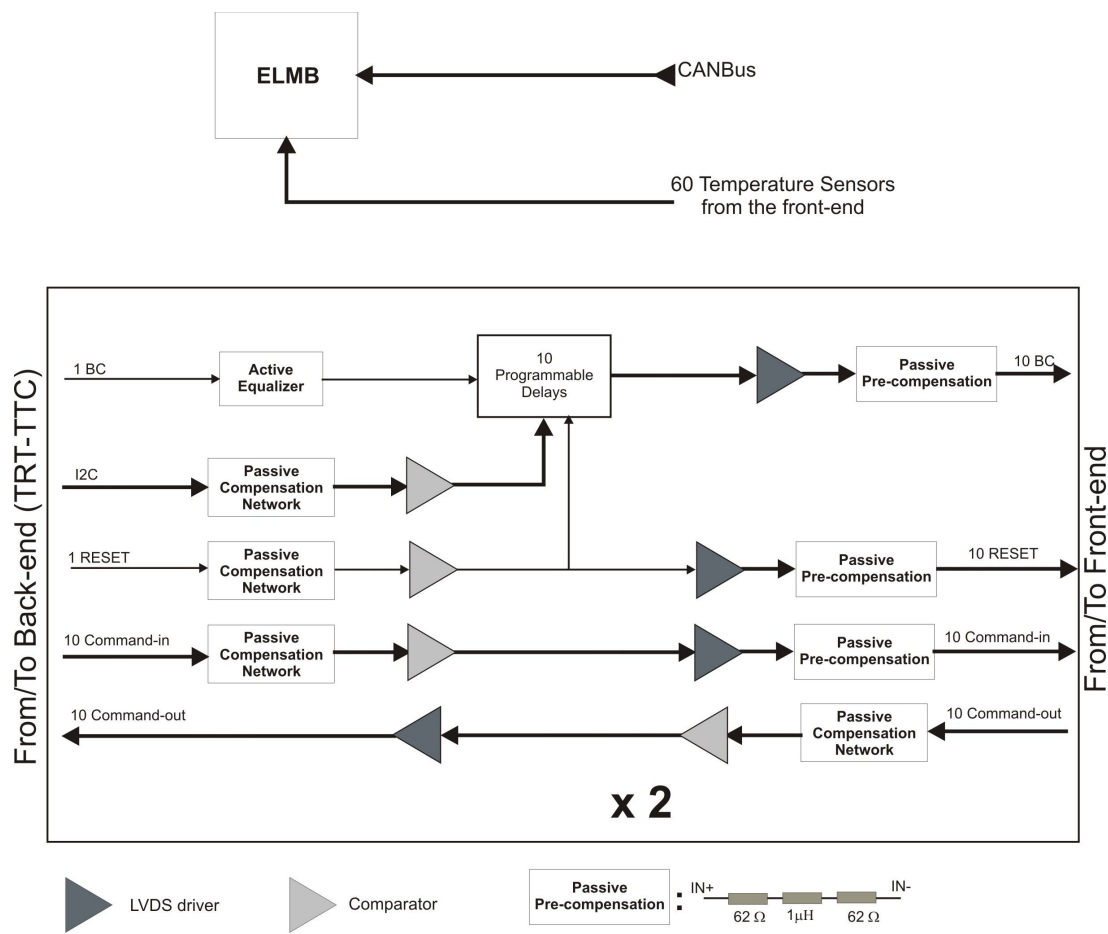 ELMB
CANBus
60 Temperature Sensors
from the front-end
From/To Back-end (TRT-TTC)
From/To Front-end
1 BC
Active
Equalizer
10
Programmable
Delays
Passive
Pre-compensation
10 BC
I2C
Passive
Compensation
Network
1 RESET
Passive
Compensation
Network
Passive
Pre-compensation
10 RESET
10 Command-in
Passive
Compensation
Network
Passive
Pre-compensation
10 Command-in
10 Command-out
Passive
Compensation
Network
10 Command-out
x 2
LVDS driver
Comparator
Passive
Pre-compensation
:
IN+
IN-
62 Ω
1µH
62 Ω